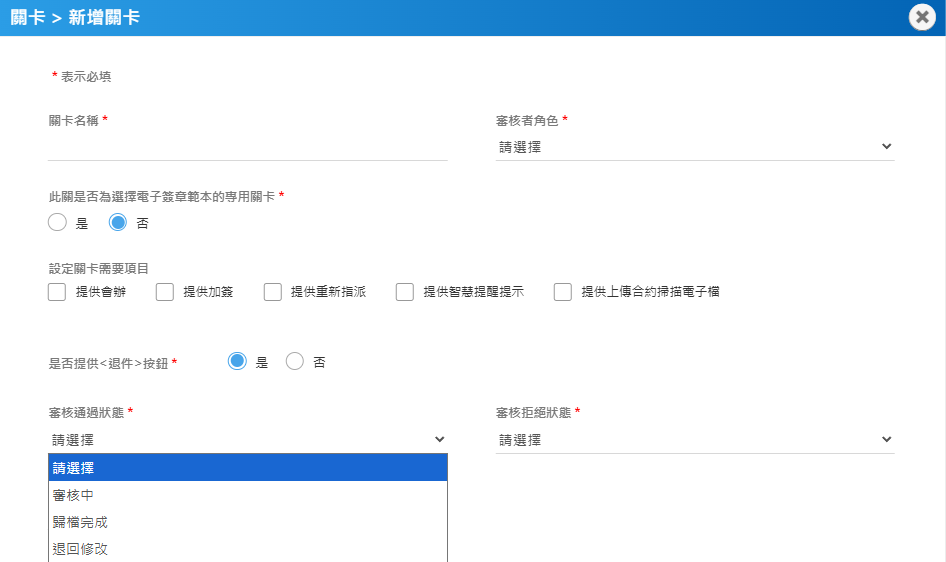 關卡 > 新增關卡
* 表示必填
關卡名稱 *
審核者角色 *
請選擇
此關是否為選擇電子簽章範本的專用關卡 *
是 否
設定關卡需要項目
提供會辦 提供加簽 提供重新指派 提供智慧提醒提示 提供上傳合約掃描電子檔
是否提供<退件>按鈕 * 是 否
審核通過狀態 *
審核拒絕狀態 *
請選擇
請選擇
請選擇
審核中
歸檔完成
退回修改